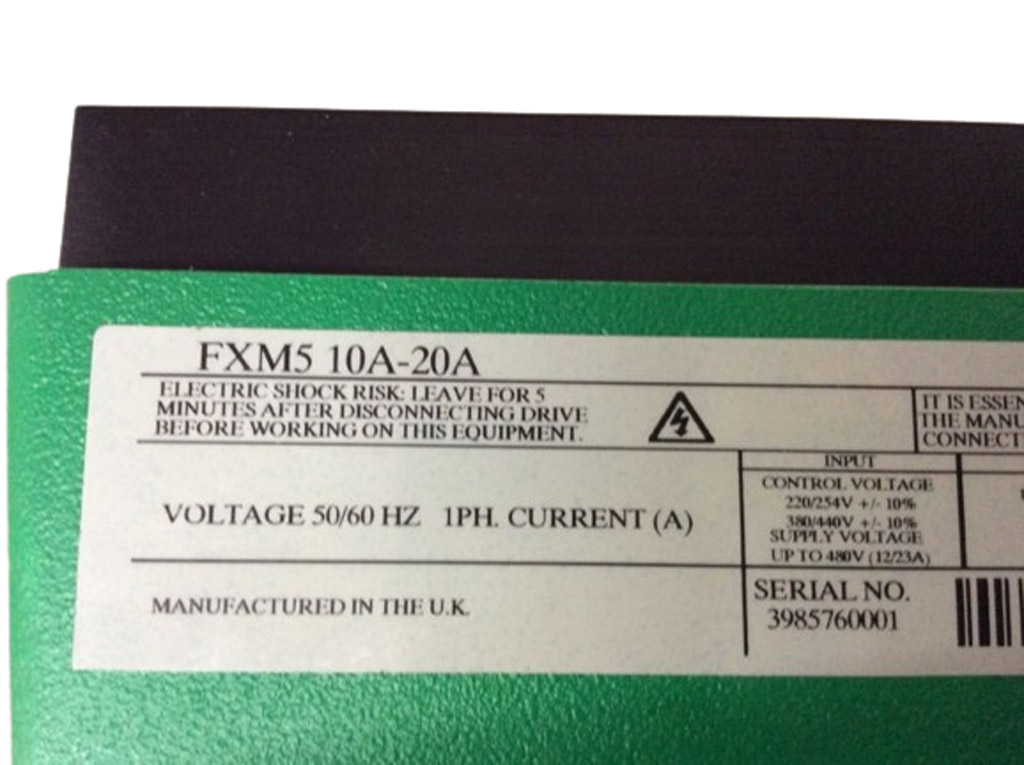 FXM5 10A-20A
ELECTRIC SHOCK RISK: LEAVE FOR 5
MINUTES AFTER DISCONNECTING DRIVE
BEFORE WORKING ON THIS EQUIPMENT.
IT IS ESSEN
THE MANU
CONNECT
VOLTAGE 50/60 HZ 1PH. CURRENT (A)
INPUT
CONTROL VOLTAGE
220/254V +/- 10%
380/440V +/- 10%
SUPPLY VOLTAGE
UP TO 480V (12/23A)
MANUFACTURED IN THE U.K.
SERIAL NO.
3985760001